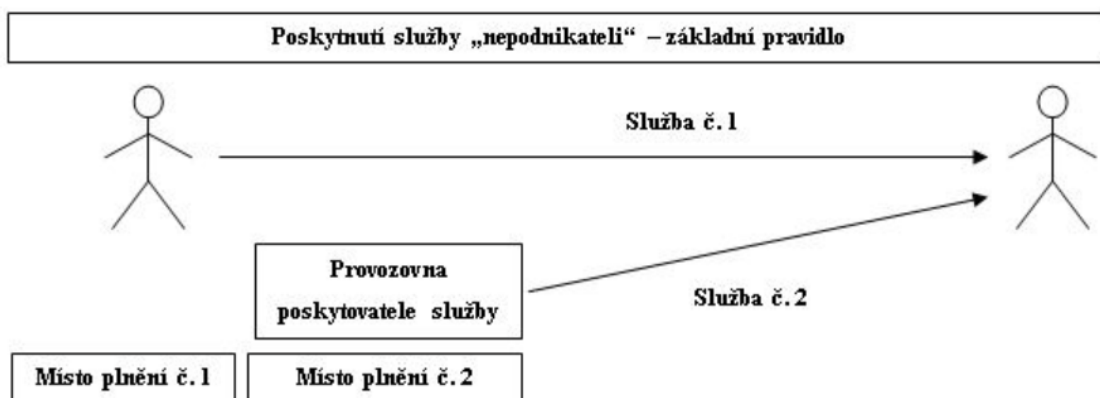 Poskytnutí služby „nepodnikateli“ – základní pravidlo
Služba č.1
Provozovna
poskytovatele služby
Služba č.2
Místo plnění č.1
Místo plnění č.2